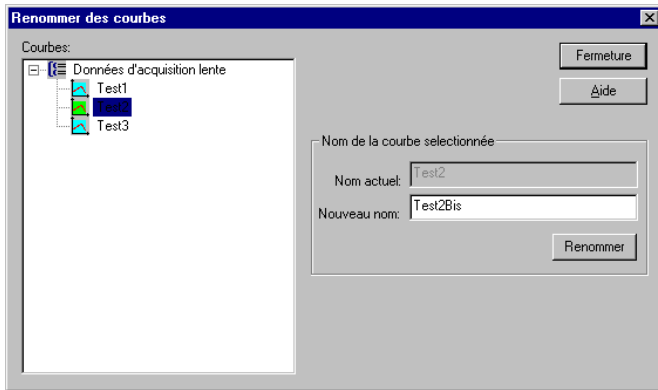 Renommer des courbes
Courbes:
Données d'acquisition lente
Test1
Test2
Test3
Fermeture
Aide
Nom de la courbe selectionnée
Nom actuel: Test2
Nouveau nom: Test2Bis
Renommer